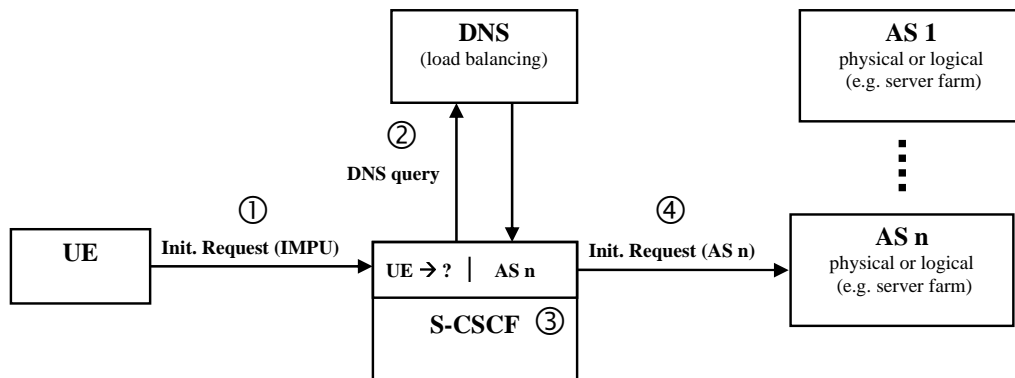 DNS
(load balancing)
AS 1
physical or logical
(e.g. server farm)
②
DNS query
①
④
UE
Init. Request (IMPU)
UE → ? | AS n
Init. Request (AS n)
AS n
physical or logical
(e.g. server farm)
S-CSCF ③